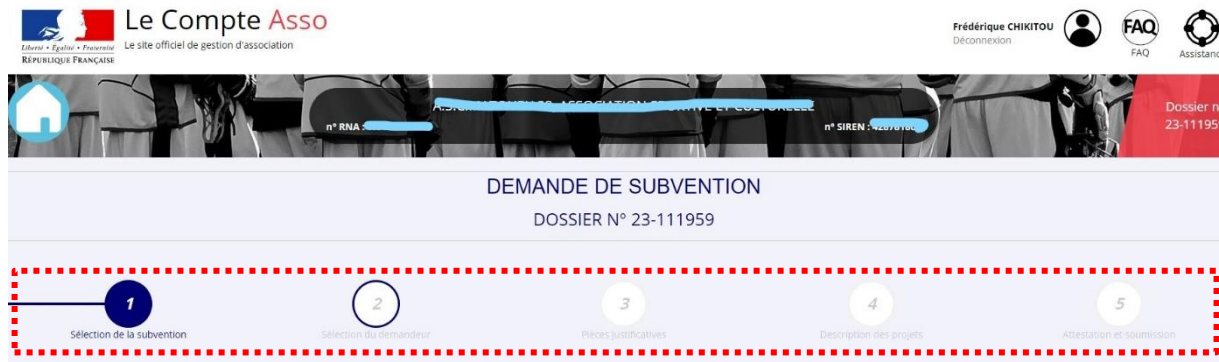 Le Compte Asso
Le site officiel de gestion d'association
Liberté • Égalité • Fraternité
RÉPUBLIQUE FRANÇAISE
Frédérique CHIKITOU
Déconnexion
FAQ
FAQ
Assistanc
n° RNA :
n° SIREN :
Dossier n
23-111959
DEMANDE DE SUBVENTION
DOSSIER N° 23-111959
1
Sélection de la subvention
2
Sélection du demandeur
3
Pièces justificatives
4
Description des projets
5
Attestation et soumission